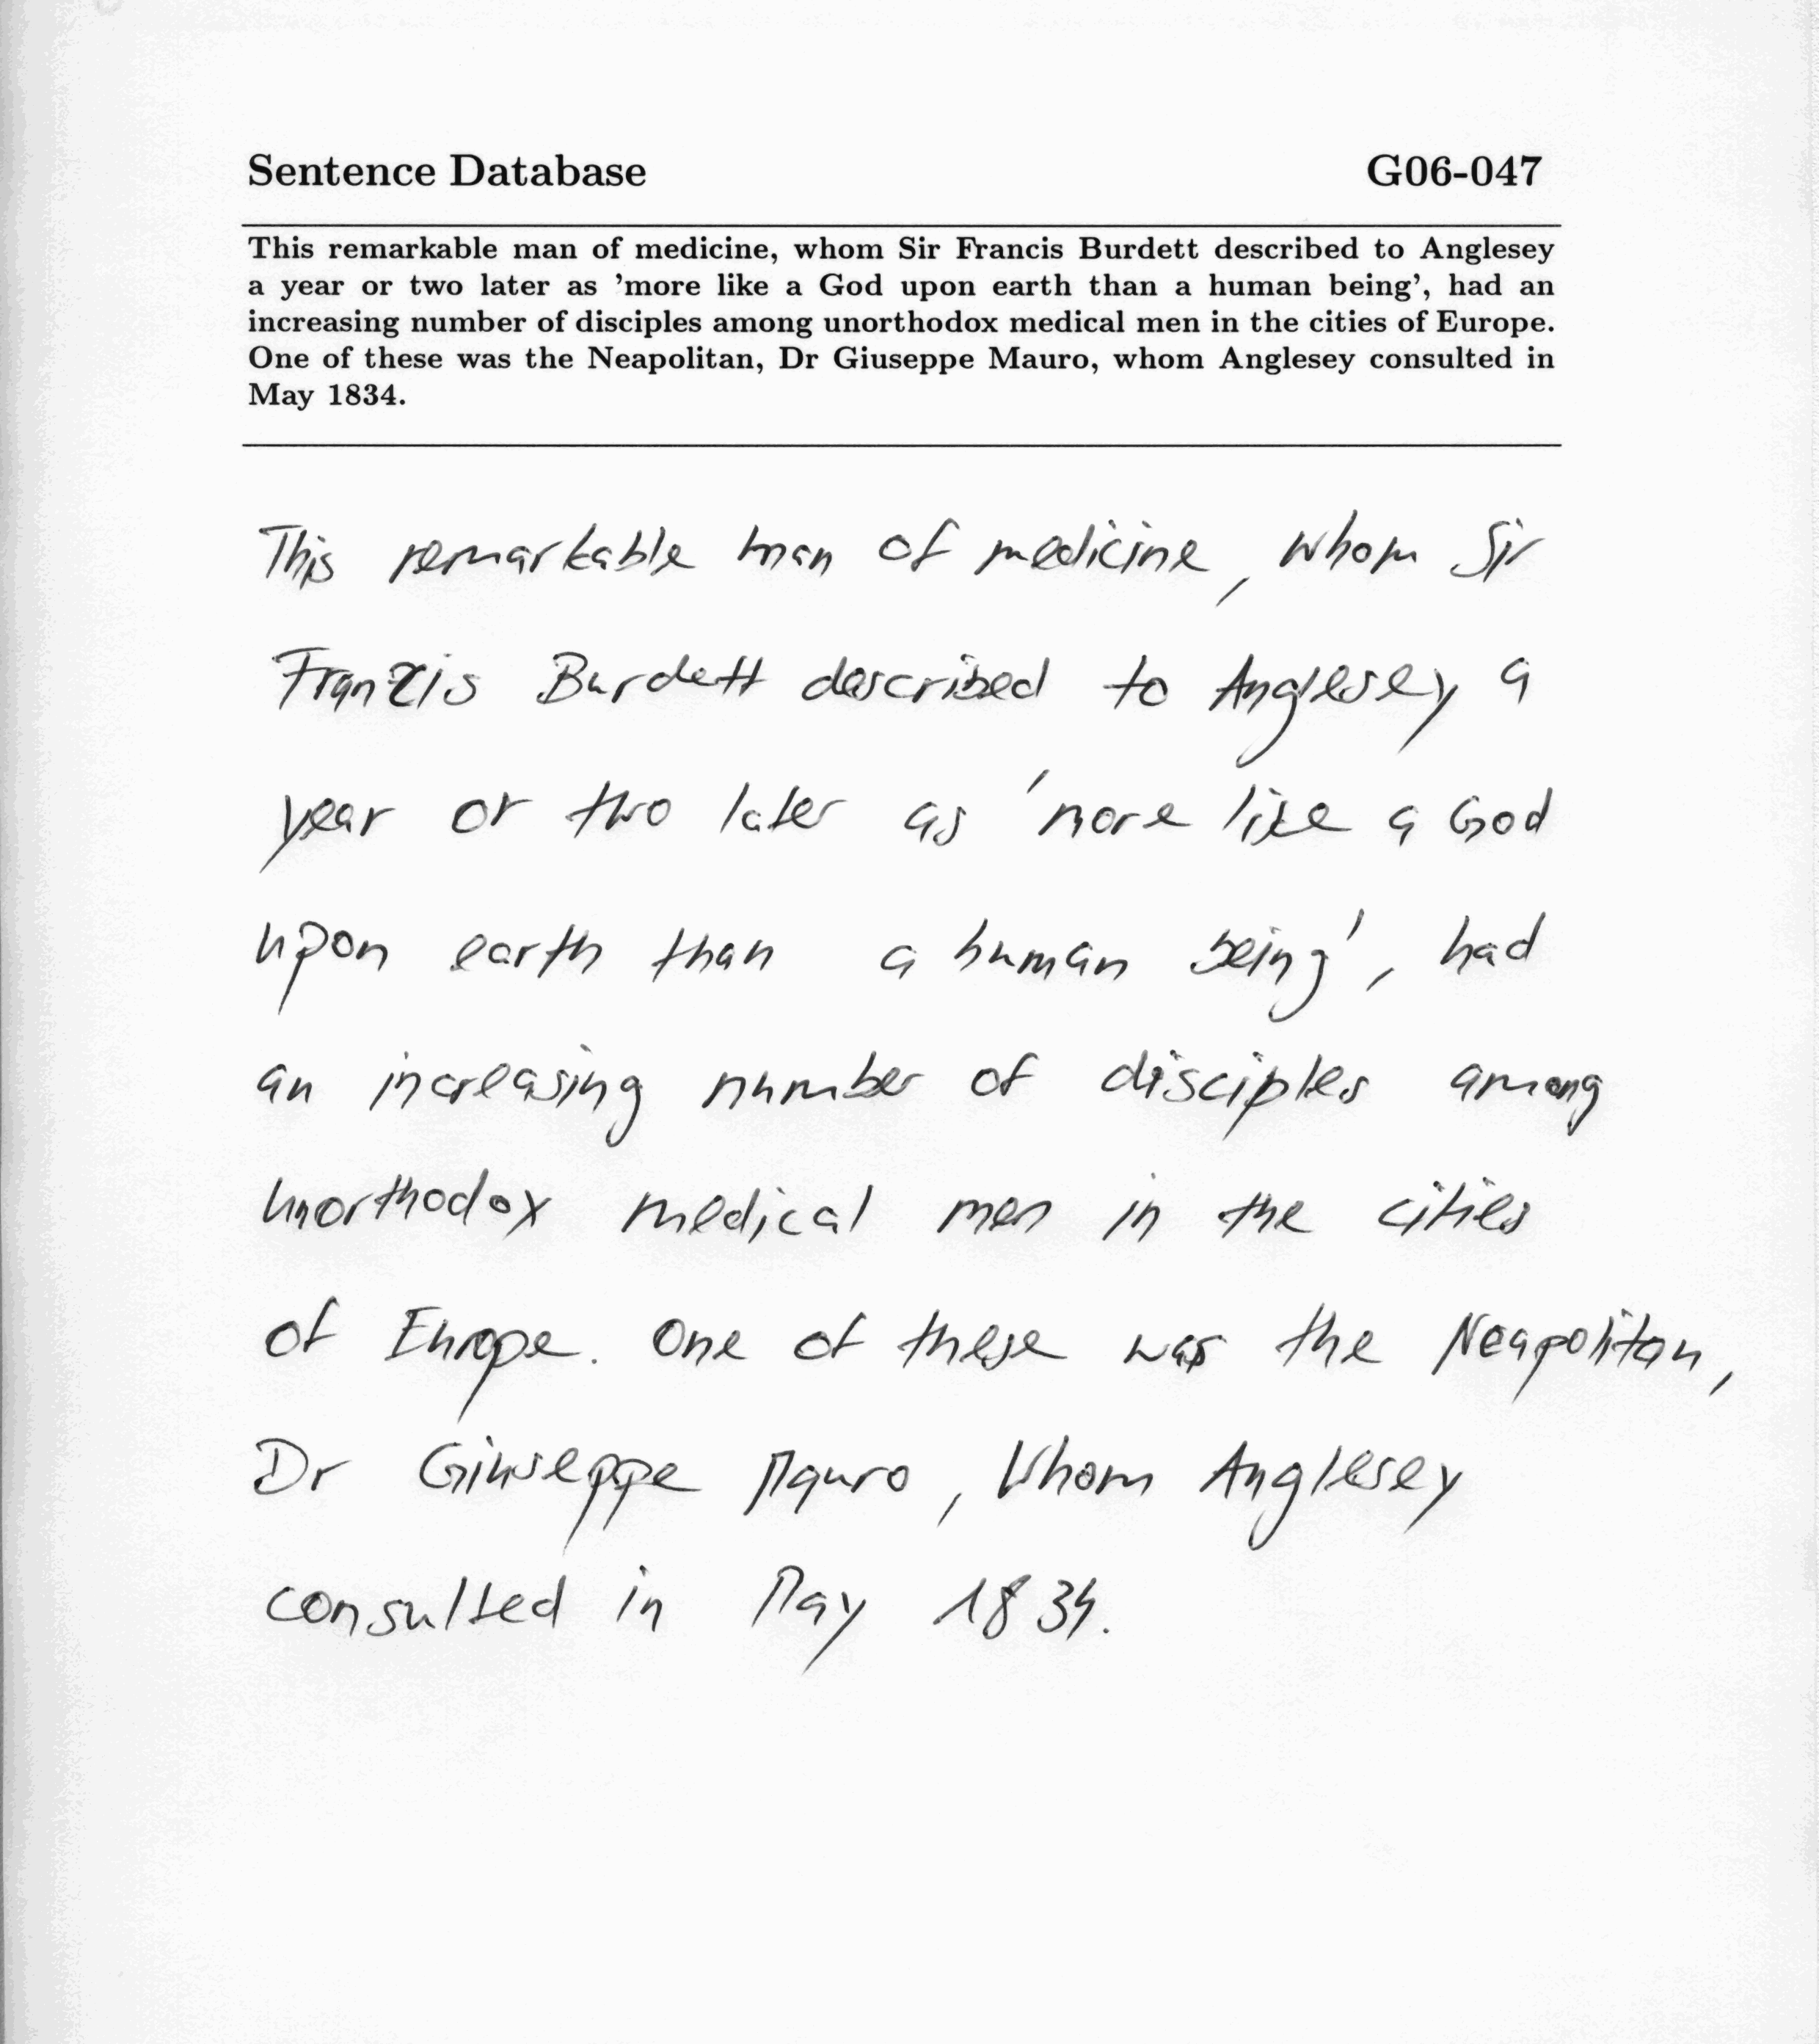 Sentence Database G06-047
This remarkable man of medicine, whom Sir Francis Burdett described to Anglesey
a year or two later as 'more like a God upon earth than a human being', had an
increasing number of disciples among unorthodox medical men in the cities of Europe.
One of these was the Neapolitan, Dr Giuseppe Mauro, whom Anglesey consulted in
May 1834.
This remarkable man of medicine, whom Sir
Franzis Burdett described to Anglesey a
year or two later as 'more like a God
upon earth than a human being', had
an increasing number of disciples among
unorthodox medical men in the cities
of Europe. One of these was the Neapolitan,
Dr Giuseppe Mauro, whom Anglesey
consulted in May 1834.